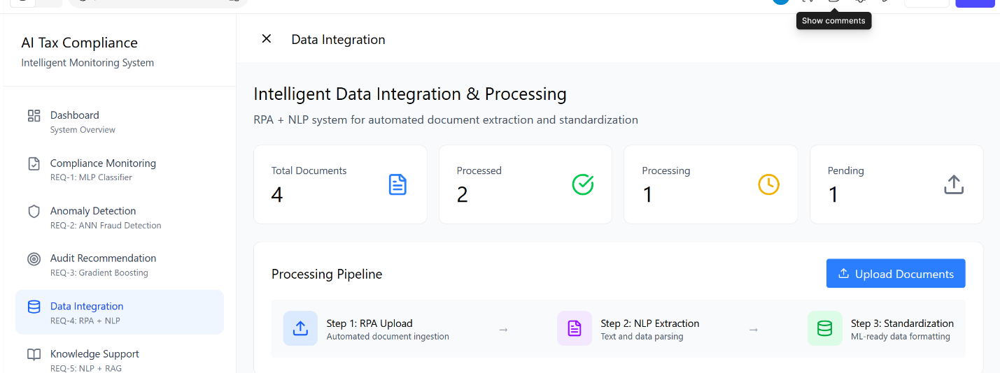 Show comments
AI Tax Compliance
Intelligent Monitoring System
Dashboard
System Overview
Compliance Monitoring
REQ-1: MLP Classifier
Anomaly Detection
REQ-2: ANN Fraud Detection
Audit Recommendation
REQ-3: Gradient Boosting
Data Integration
REQ-4: RPA + NLP
Knowledge Support
REQ-5: NLP + RAG
Data Integration
Intelligent Data Integration & Processing
RPA + NLP system for automated document extraction and standardization
Total Documents
4
Processed
2
Processing
1
Pending
1
Processing Pipeline
Upload Documents
Step 1: RPA Upload
Automated document ingestion
→
Step 2: NLP Extraction
Text and data parsing
→
Step 3: Standardization
ML-ready data formatting